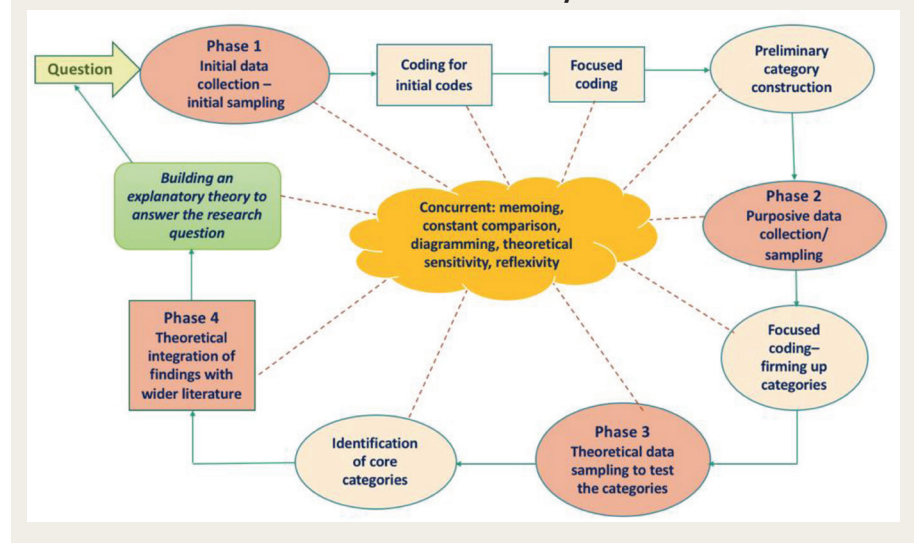 Question
Phase 1
Initial data
collection –
initial sampling
Coding for
initial codes
Focused
coding
Preliminary
category
construction
Building an
explanatory theory to
answer the research
question
Concurrent: memoing,
constant comparison,
diagramming, theoretical
sensitivity, reflexivity
Phase 2
Purposive data
collection/
sampling
Phase 4
Theoretical
integration of
findings with
wider literature
Focused
coding–
firming up
categories
Identification
of core
categories
Phase 3
Theoretical data
sampling to test
the categories